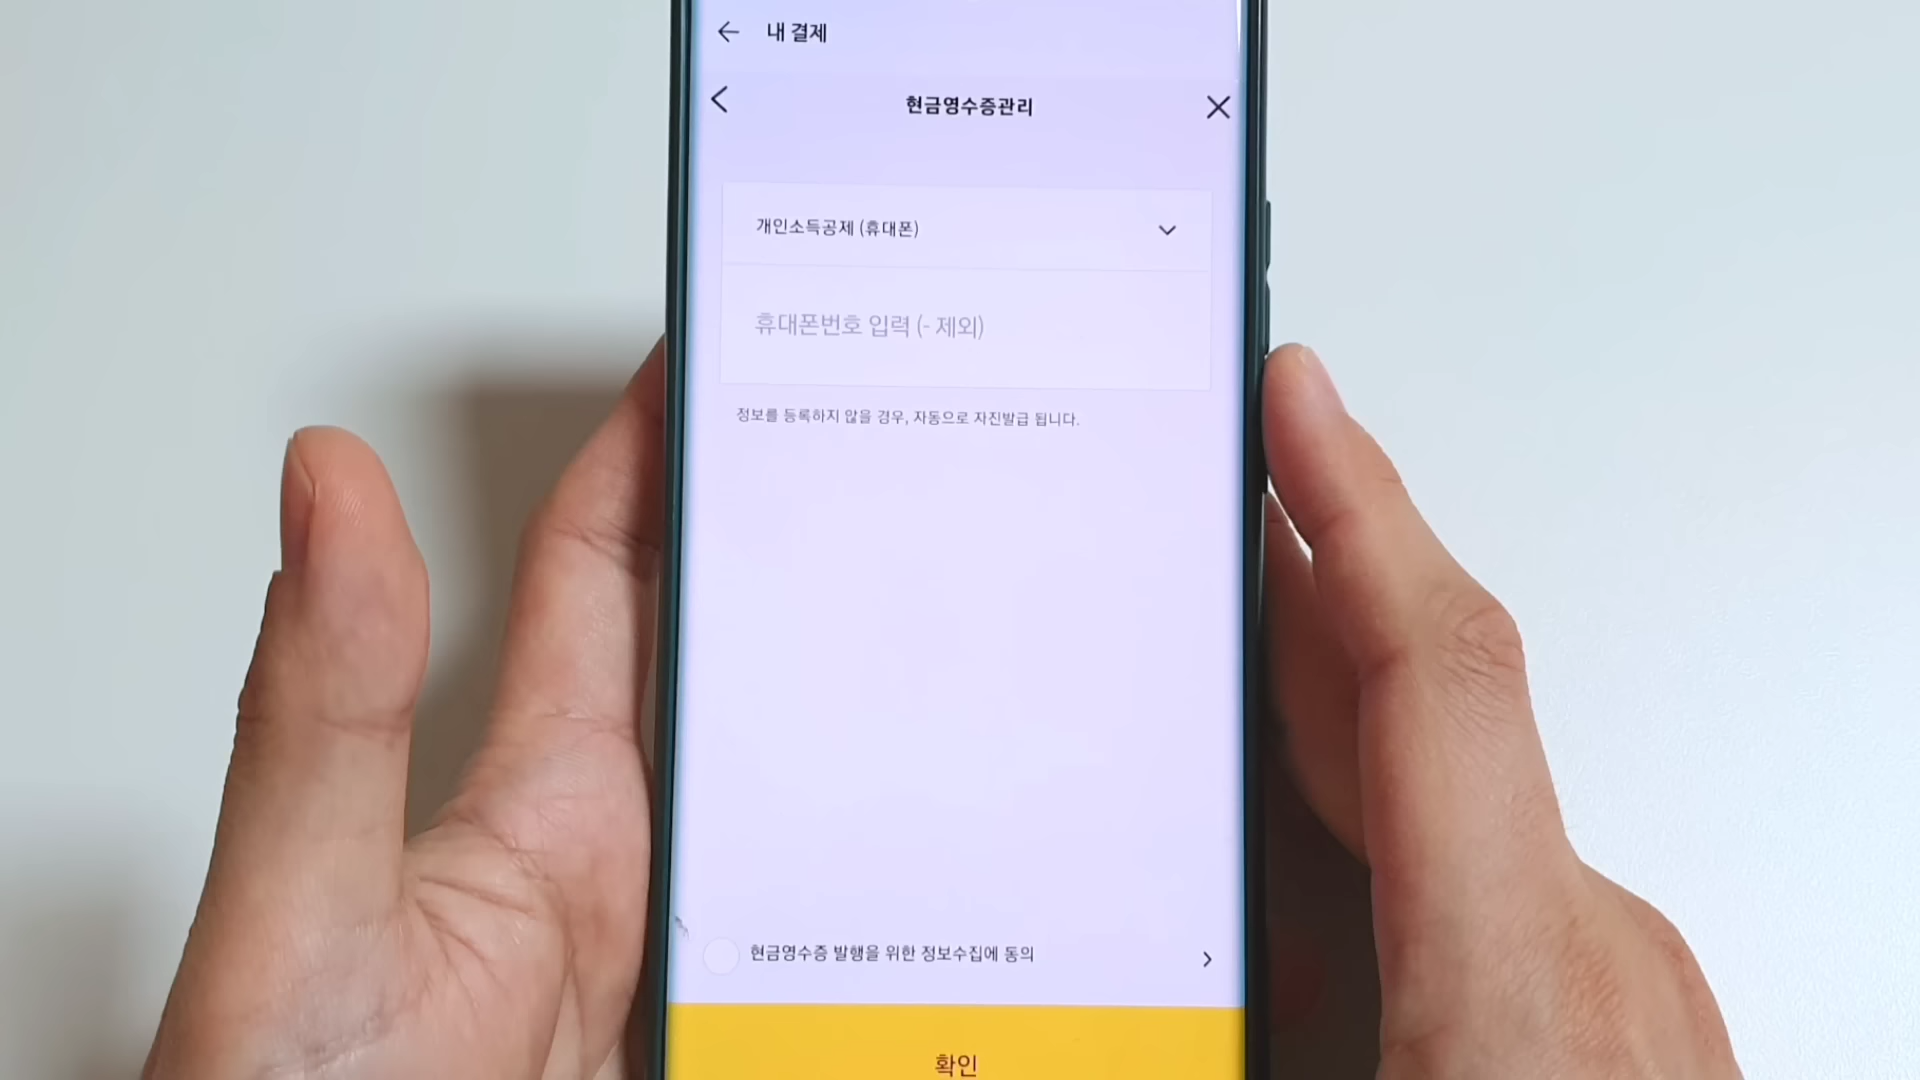 내 결제
현금영수증관리
개인소득공제 (휴대폰)
휴대폰번호 입력 (- 제외)
정보를 등록하지 않을 경우, 자동으로 자진발급 됩니다.
현금영수증 발행을 위한 정보수집에 동의
확인